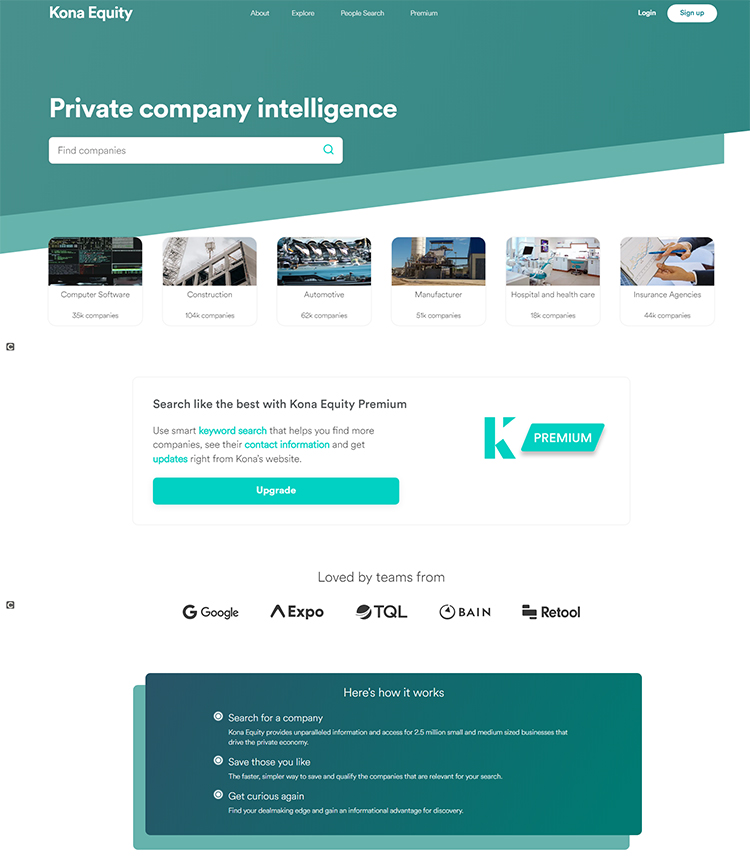 Kona Equity
About
Explore
People Search
Premium
Login
Sign up
Private company intelligence
Find companies
Computer Software
35k companies
Construction
104k companies
Automotive
62k companies
Manufacturer
51k companies
Hospital and health care
18k companies
Insurance Agencies
44k companies
Search like the best with Kona Equity Premium
Use smart keyword search that helps you find more
companies, see their contact information and get
updates right from Kona's website.
Upgrade
K PREMIUM
Loved by teams from
Google
Expo
TQL
BAIN
Retool
Here's how it works
Search for a company
Kona Equity provides unparalleled information and access for 2.5 million small and medium sized businesses that
drive the private economy.
Save those you like
The faster, simpler way to save and qualify the companies that are relevant for your search.
Get curious again
Find your dealmaking edge and gain an informational advantage for discovery.